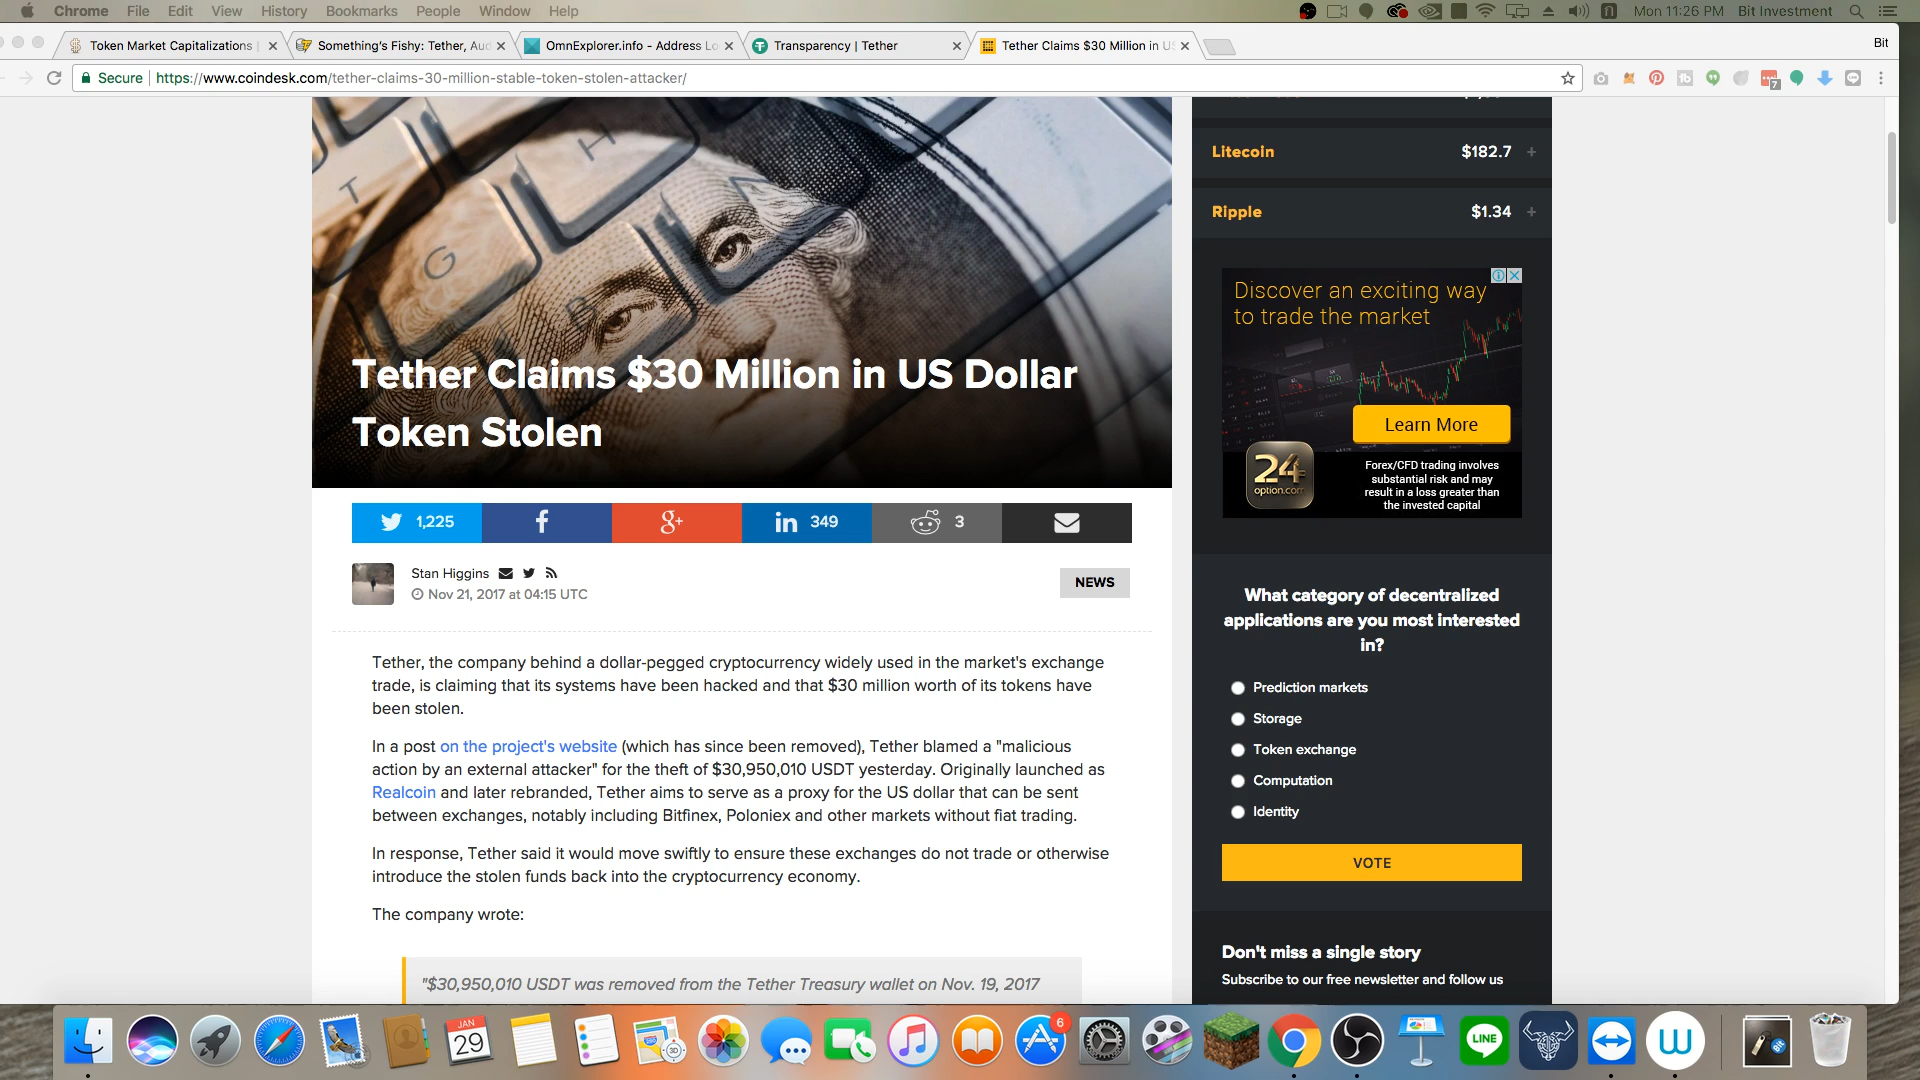 Chrome File Edit View History Bookmarks People Window Help
Mon 11:26 PM Bit Investment
Token Market Capitalizations
Something's Fishy: Tether, Aud
OmnExplorer.info - Address Lo
Transparency | Tether
Tether Claims $30 Million in US
Bit
Secure https://www.coindesk.com/tether-claims-30-million-stable-token-stolen-attacker/
7
Tether Claims $30 Million in US Dollar
Token Stolen
1,225
f
g+
in 349
3
Stan Higgins
Nov 21, 2017 at 04:15 UTC
NEWS
Tether, the company behind a dollar-pegged cryptocurrency widely used in the market's exchange
trade, is claiming that its systems have been hacked and that $30 million worth of its tokens have
been stolen.
In a post on the project's website (which has since been removed), Tether blamed a "malicious
action by an external attacker" for the theft of $30,950,010 USDT yesterday. Originally launched as
Realcoin and later rebranded, Tether aims to serve as a proxy for the US dollar that can be sent
between exchanges, notably including Bitfinex, Poloniex and other markets without fiat trading.
In response, Tether said it would move swiftly to ensure these exchanges do not trade or otherwise
introduce the stolen funds back into the cryptocurrency economy.
The company wrote:
"$30,950,010 USDT was removed from the Tether Treasury wallet on Nov. 19, 2017
Litecoin $182.7 +
Ripple $1.34 +
Discover an exciting way
to trade the market
Learn More
24
option.com
Forex/CFD trading involves
substantial risk and may
result in a loss greater than
the invested capital
What category of decentralized
applications are you most interested
in?
Prediction markets
Storage
Token exchange
Computation
Identity
VOTE
Don't miss a single story
Subscribe to our free newsletter and follow us
JAN
29
3D
6
LINE
W